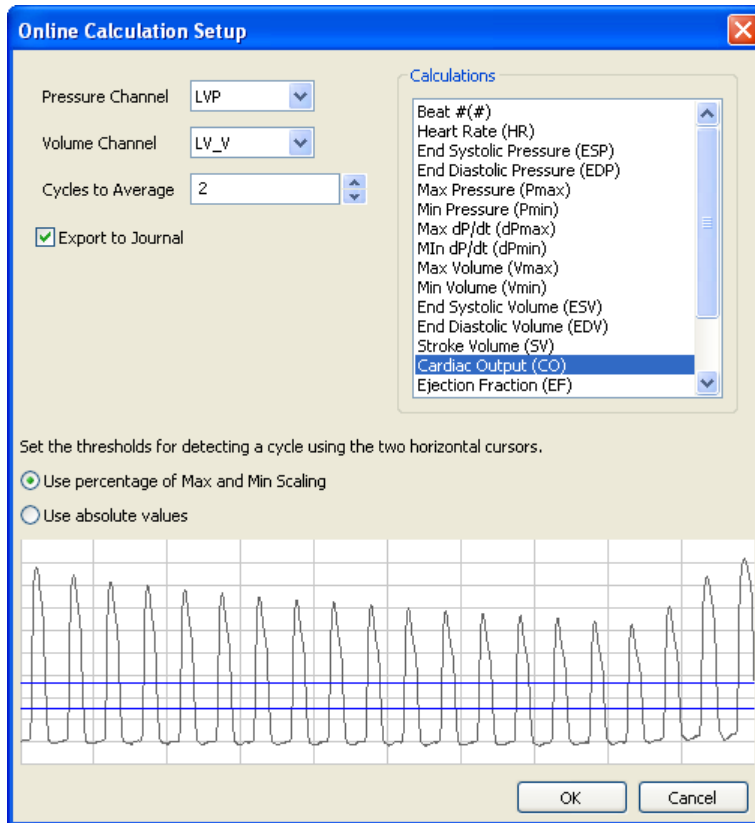 Online Calculation Setup
Pressure Channel LVP
Volume Channel LV_V
Cycles to Average 2
Export to Journal
Calculations
Beat #(#)
Heart Rate (HR)
End Systolic Pressure (ESP)
End Diastolic Pressure (EDP)
Max Pressure (Pmax)
Min Pressure (Pmin)
Max dP/dt (dPmax)
MIn dP/dt (dPmin)
Max Volume (Vmax)
Min Volume (Vmin)
End Systolic Volume (ESV)
End Diastolic Volume (EDV)
Stroke Volume (SV)
Cardiac Output (CO)
Ejection Fraction (EF)
Set the thresholds for detecting a cycle using the two horizontal cursors.
Use percentage of Max and Min Scaling
Use absolute values
OK Cancel